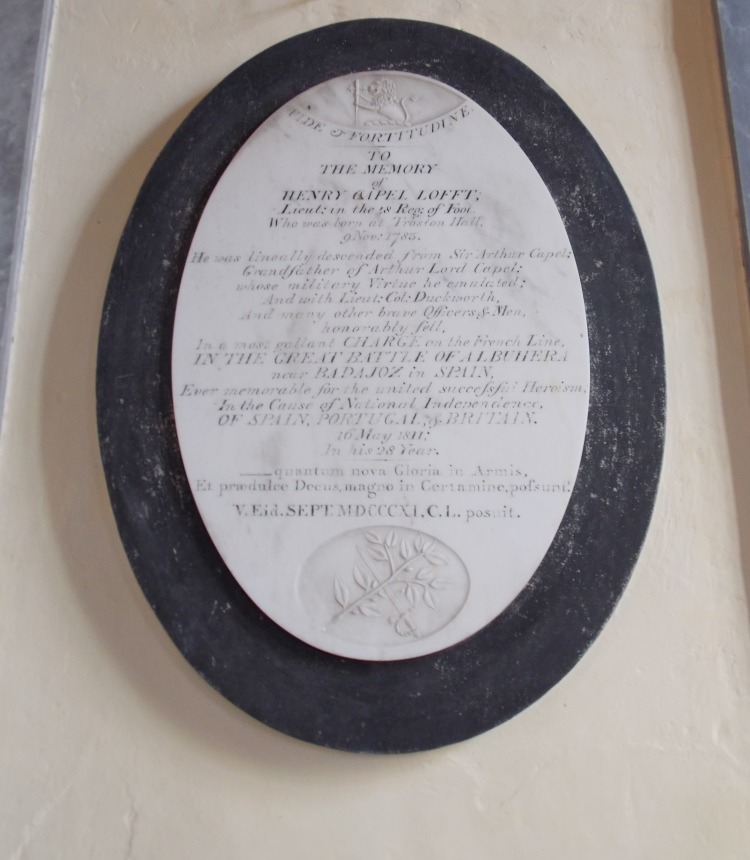 FIDE & FORTITUDINE.
TO
THE MEMORY
of
HENRY CAPEL LOFFT;
Lieut: in the 48 Reg: of Foot.
Who was born at Troston Hall,
9 Nov: 1783.
He was lineally descended from Sir Arthur Capel;
Grandfather of Arthur Lord Capel;
whose military Virtue he emulated;
And with Lieut: Col: Duckworth,
And many other brave Officers & Men,
honorably fell,
In a most gallant CHARGE on the French Line,
IN THE GREAT BATTLE OF ALBUHERA
near BADAJOZ in SPAIN,
Ever memorable for the united successful Heroism,
In the Cause of National Independence,
OF SPAIN, PORTUGAL, & BRITAIN.
16 May 1811;
In his 28 Year.
—quantum nova Gloria in Armis,
Et prædulce Decus, magno in Certamine, possunt!
V. Eid. SEPT. MDCCCXI. C. L. posuit.